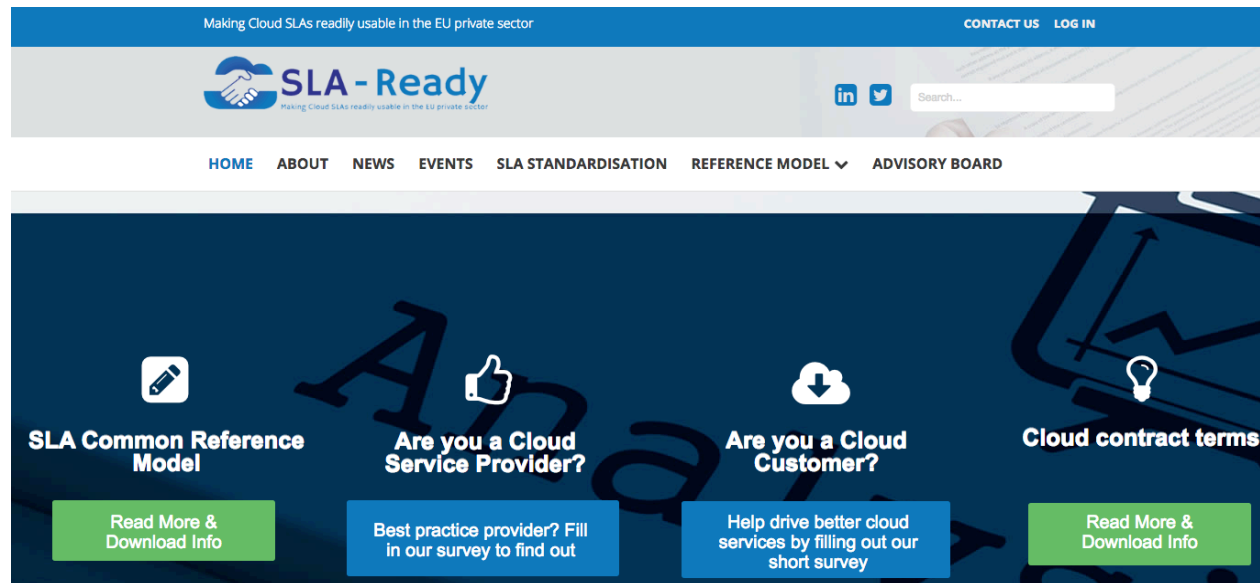 Making Cloud SLAs readily usable in the EU private sector
CONTACT US LOG IN
SLA - Ready
Making Cloud SLAs readily usable in the EU private sector
in
Search...
HOME ABOUT NEWS EVENTS SLA STANDARDISATION REFERENCE MODEL ADVISORY BOARD
Analys
SLA Common Reference
Model
Read More &
Download Info
Are you a Cloud
Service Provider?
Best practice provider? Fill
in our survey to find out
Are you a Cloud
Customer?
Help drive better cloud
services by filling out our
short survey
Cloud contract terms
Read More &
Download Info